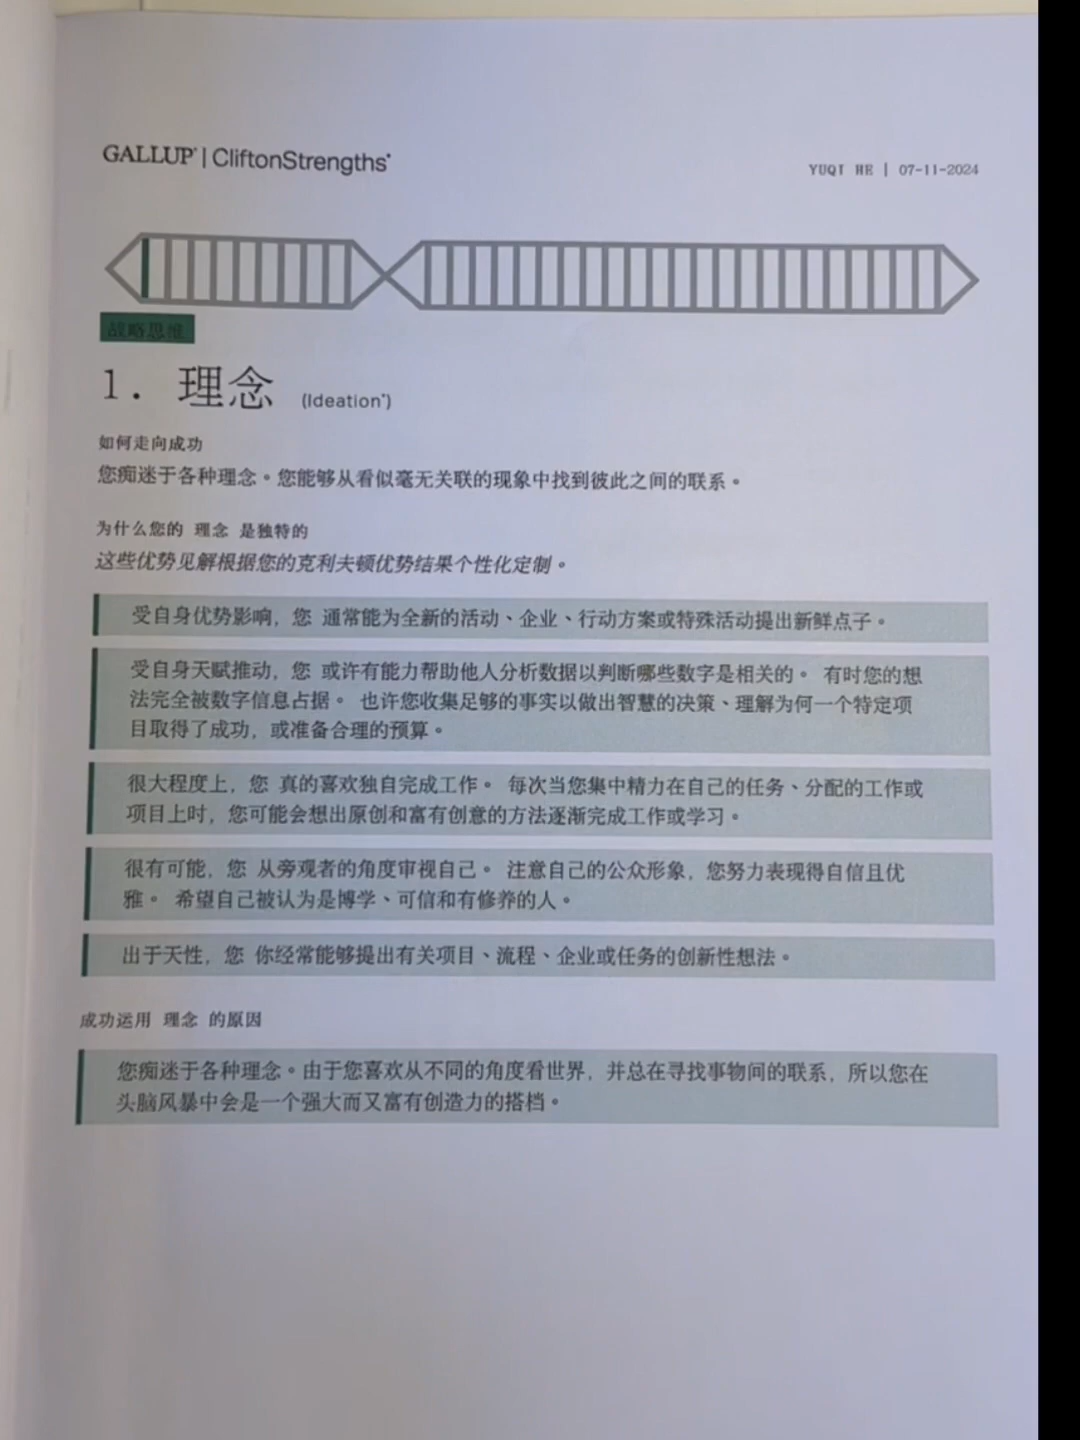 GALLUP® | CliftonStrengths®
YUQI HE | 07-11-2024
战略思维
1. 理念 (Ideation®)
如何走向成功
您痴迷于各种理念。您能够从看似毫无关联的现象中找到彼此之间的联系。
为什么您的 理念 是独特的
这些优势见解根据您的克利夫顿优势结果个性化定制。
受自身优势影响，您 通常能为全新的活动、企业、行动方案或特殊活动提出新鲜点子。
受自身天赋推动，您 或许有能力帮助他人分析数据以判断哪些数字是相关的。 有时您的想
法完全被数字信息占据。 也许您收集足够的事实以做出智慧的决策、理解为何一个特定项
目取得了成功，或准备合理的预算。
很大程度上，您 真的喜欢独自完成工作。 每次当您集中精力在自己的任务、分配的工作或
项目上时，您可能会想出原创和富有创意的方法逐渐完成工作或学习。
很有可能，您 从旁观者的角度审视自己。 注意自己的公众形象，您努力表现得自信且优
雅。 希望自己被认为是博学、可信和有修养的人。
出于天性，您 你经常能够提出有关项目、流程、企业或任务的创新性想法。
成功运用 理念 的原因
您痴迷于各种理念。由于您喜欢从不同的角度看世界，并总在寻找事物间的联系，所以您在
头脑风暴中会是一个强大而又富有创造力的搭档。